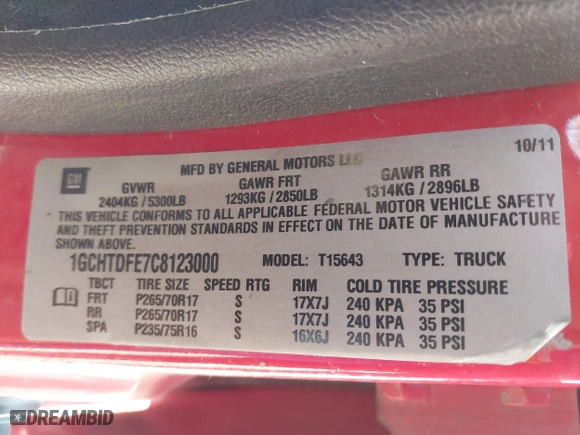 10/11
MFD BY GENERAL MOTORS LLC
GM
GVWR GAWR FRT GAWR RR
2404KG / 5300LB 1293KG / 2850LB 1314KG / 2896LB
THIS VEHICLE CONFORMS TO ALL APPLICABLE FEDERAL MOTOR VEHICLE SAFETY
AND THEFT PREVENTION STANDARDS IN EFFECT ON THE DATE OF MANUFACTURE
SHOWN ABOVE.
1GCHTDFE7C8123000 MODEL: T15643 TYPE: TRUCK
TBCT TIRE SIZE SPEED RTG RIM COLD TIRE PRESSURE
FRT P265/70R17 S 17X7J 240 KPA 35 PSI
RR P265/70R17 S 17X7J 240 KPA 35 PSI
SPA P235/75R16 S 16X6J 240 KPA 35 PSI
DREAMBID